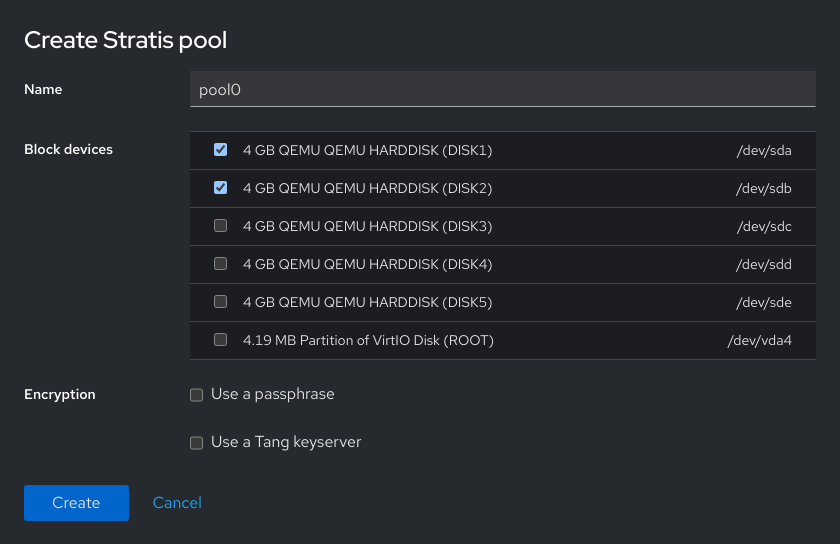 Create Stratis pool
Name
pool0
Block devices
4 GB QEMU QEMU HARDDISK (DISK1) /dev/sda
4 GB QEMU QEMU HARDDISK (DISK2) /dev/sdb
4 GB QEMU QEMU HARDDISK (DISK3) /dev/sdc
4 GB QEMU QEMU HARDDISK (DISK4) /dev/sdd
4 GB QEMU QEMU HARDDISK (DISK5) /dev/sde
4.19 MB Partition of VirtIO Disk (ROOT) /dev/vda4
Encryption
Use a passphrase
Use a Tang keyserver
Create Cancel